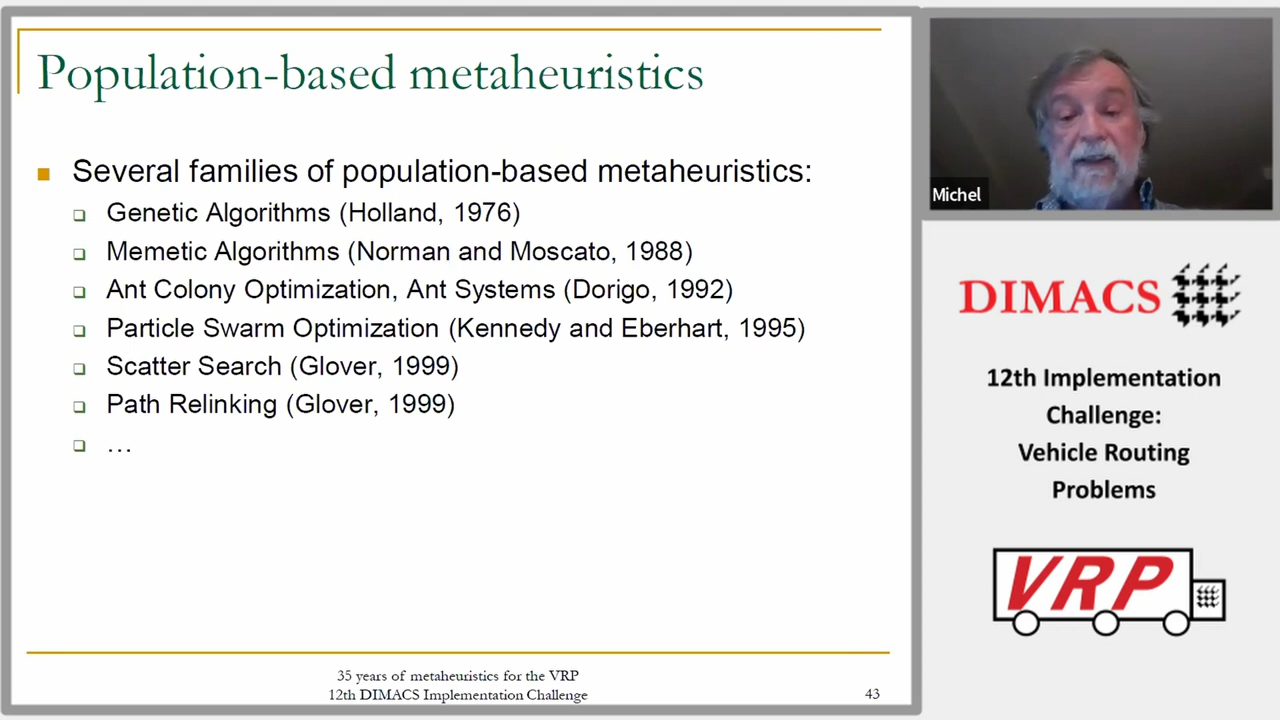 Population-based metaheuristics
Several families of population-based metaheuristics:
Genetic Algorithms (Holland, 1976)
Memetic Algorithms (Norman and Moscato, 1988)
Ant Colony Optimization, Ant Systems (Dorigo, 1992)
Particle Swarm Optimization (Kennedy and Eberhart, 1995)
Scatter Search (Glover, 1999)
Path Relinking (Glover, 1999)
…
35 years of metaheuristics for the VRP
12th DIMACS Implementation Challenge
43
Michel
DIMACS
12th Implementation
Challenge:
Vehicle Routing
Problems
VRP